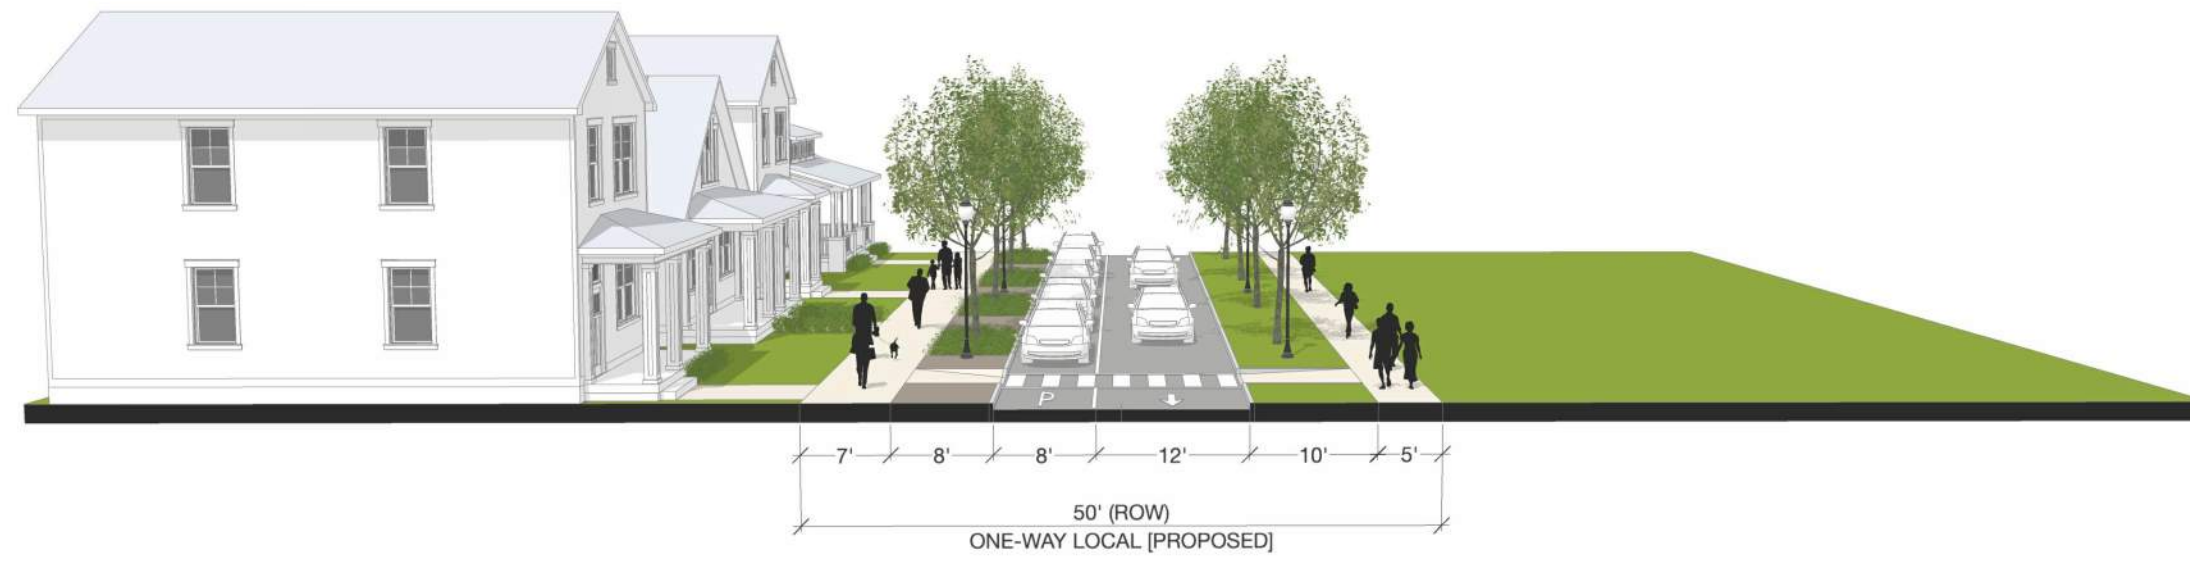 P
7' 8' 8' 12' 10' 5'
50' (ROW)
ONE-WAY LOCAL [PROPOSED]